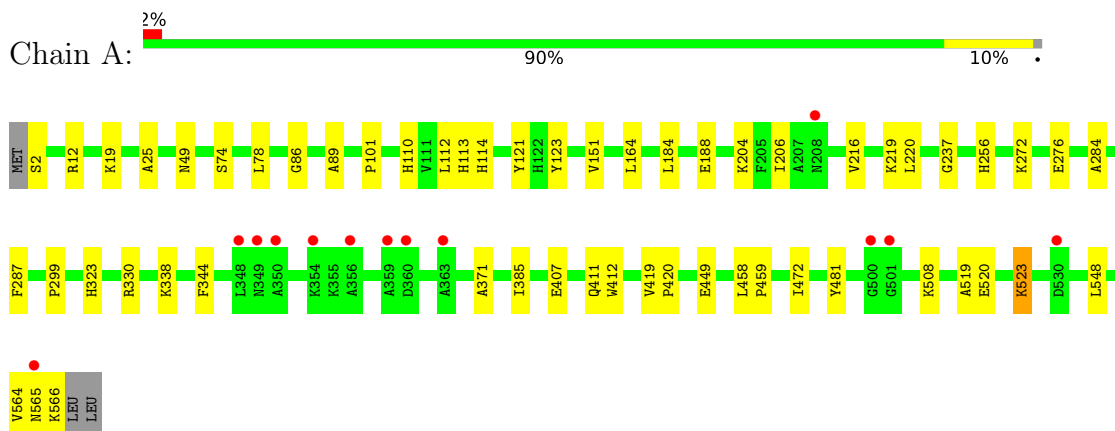 2%
Chain A:
90% 10% •
MET S2 R12 K19 A25 N49 S74 L78 G86 A89 P101 H110 V111 L112 H113 H114 Y121 H122 Y123 V151 L164 L184 E188 K204 F205 I206 A207 N208 V216 K219 L220 G237 H256 K272 E276 A284
F287 P299 H323 R330 K338 F344 L348 N349 A350 K354 K355 A356 A359 D360 A363 A371 I385 E407 Q411 W412 V419 P420 E449 L458 P459 I472 Y481 G500 G501 K508 A519 E520 K523 D530 L548
V564 N565 K566 LEU LEU